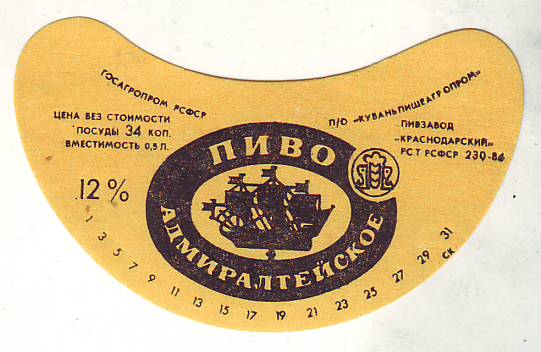 ГОСАГРОПРОМ РСФСР
ЦЕНА БЕЗ СТОИМОСТИ
ПОСУДЫ 34 КОП.
ВМЕСТИМОСТЬ 0,5 Л.
12 %
ПИВО
АДМИРАЛТЕЙСКОЕ
П/О «КУБАНЬПИЩЕАГРОПРОМ»
ПИВЗАВОД
«КРАСНОДАРСКИЙ»
РСТ РСФСР 230-84
1 3 5 7 9 11 13 15 17 19 21 23 25 27 29 31
СК